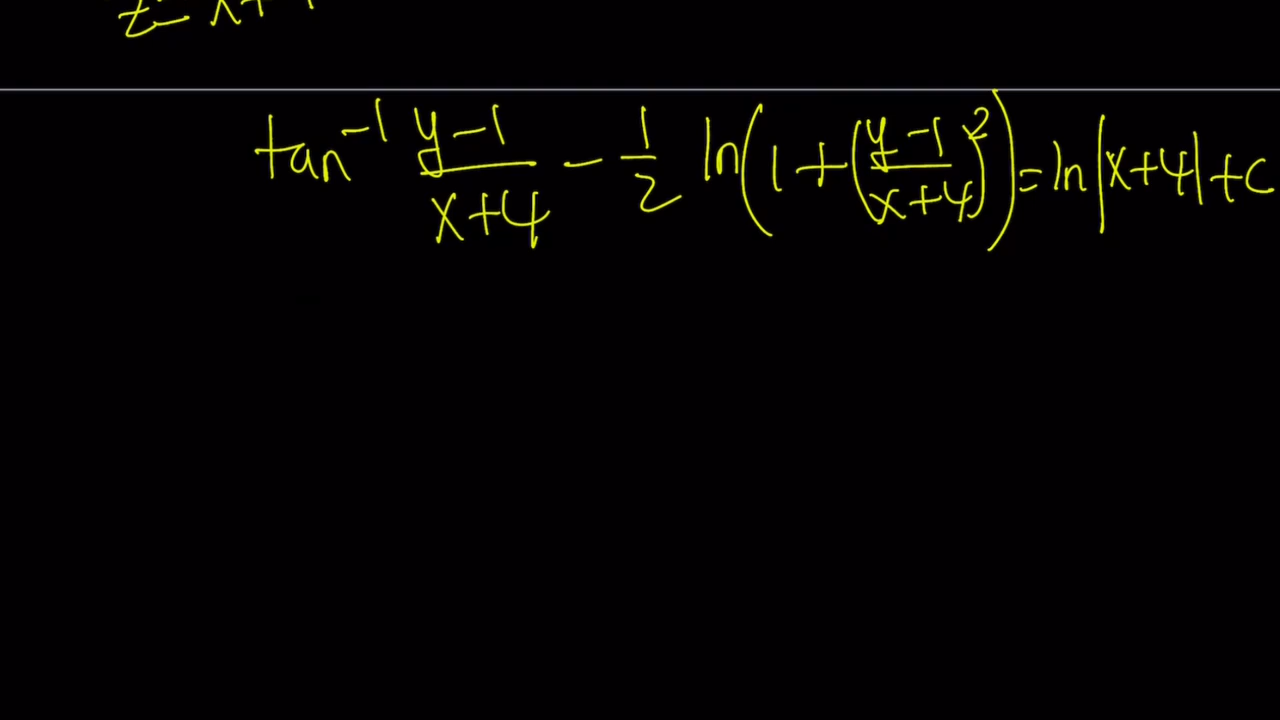 z= x+
tan⁻¹ (y-1)/(x+4) - 1/2 ln(1+((y-1)/(x+4))²) = ln|x+4|+c